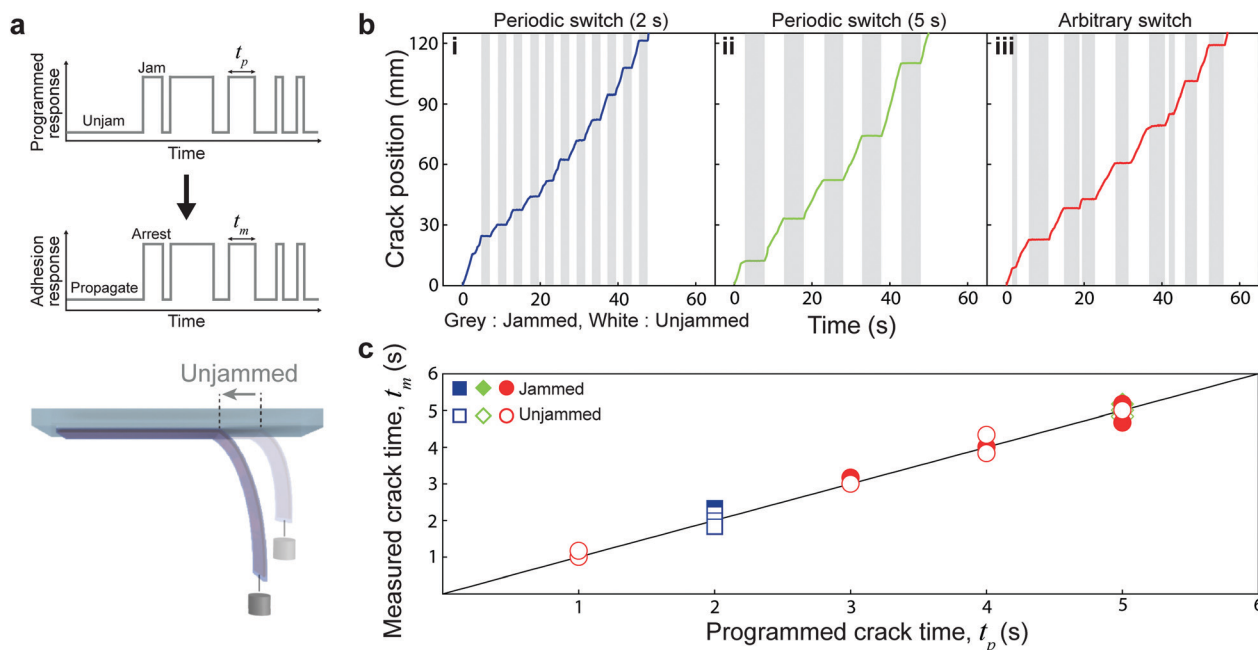 a
Programmed
response
Jam
t_p
Unjam
Time
Adhesion
response
Arrest
t_m
Propagate
Time
Unjammed
b
Periodic switch (2 s)
Periodic switch (5 s)
Arbitrary switch
i
ii
iii
Crack position (mm)
120
90
60
30
0
0 20 40 60
0 20 40 60
0 20 40 60
Grey : Jammed, White : Unjammed
Time (s)
c
Measured crack time, t_m (s)
6
5
4
3
2
1
Jammed
Unjammed
1 2 3 4 5 6
Programmed crack time, t_p (s)